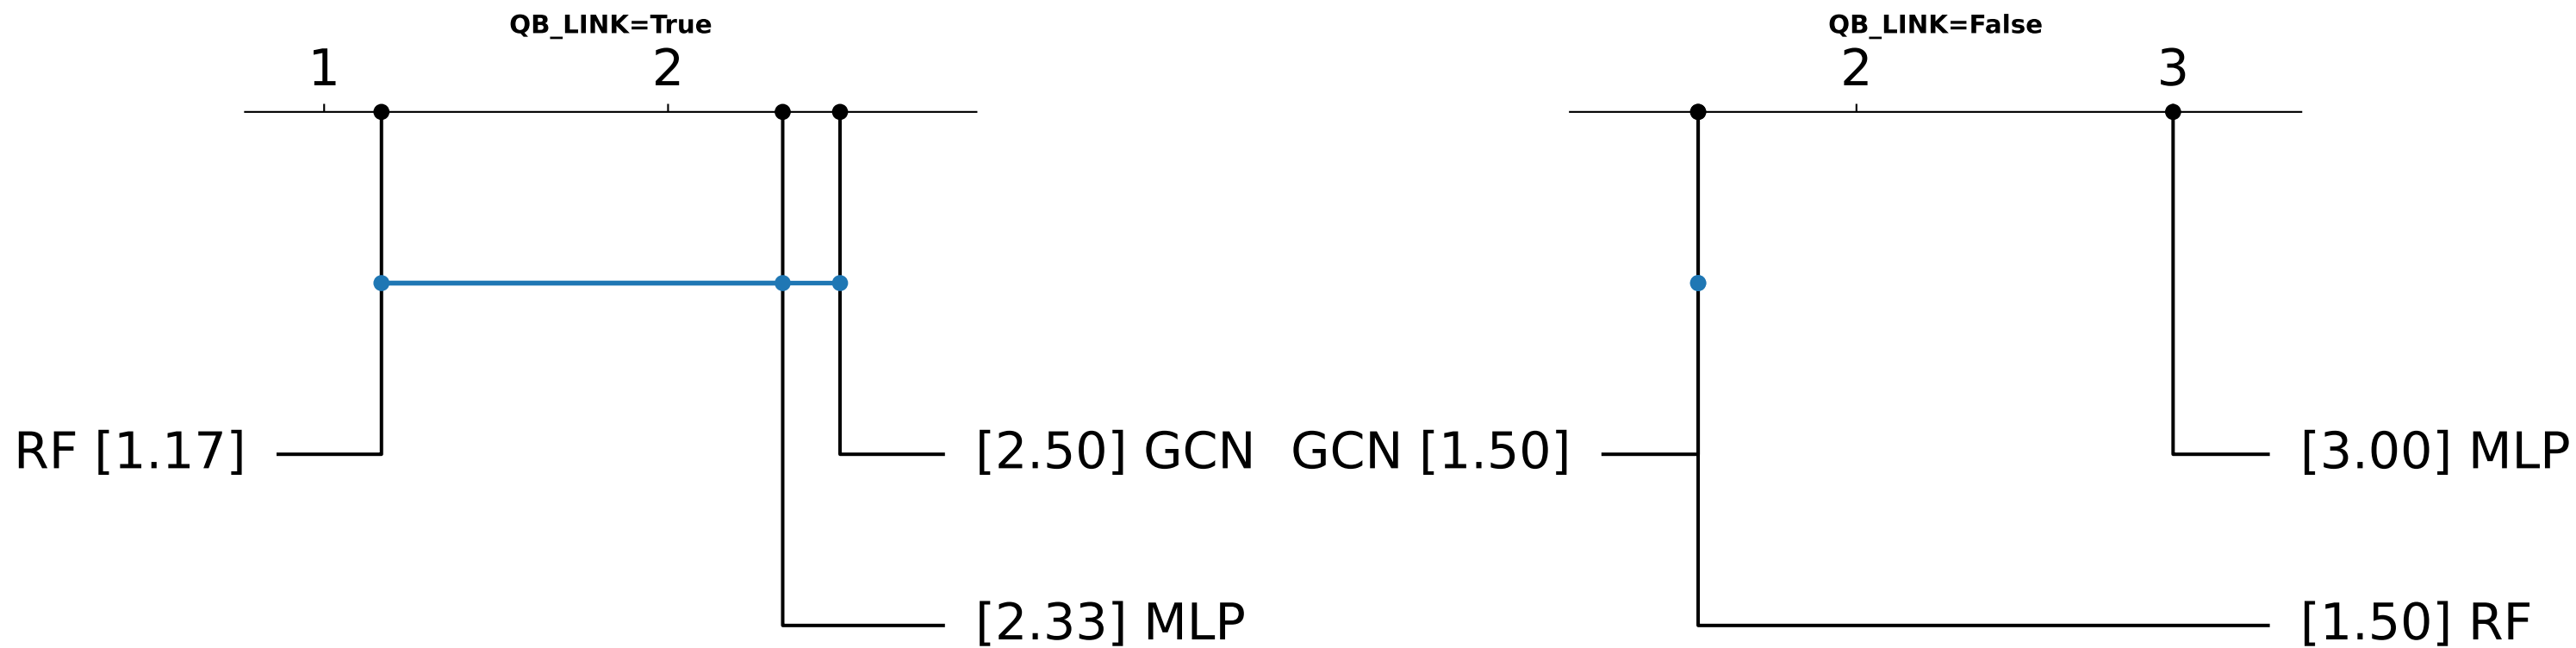 QB_LINK=True
1 2
RF [1.17]
[2.50] GCN
[2.33] MLP
QB_LINK=False
2 3
GCN [1.50]
[3.00] MLP
[1.50] RF